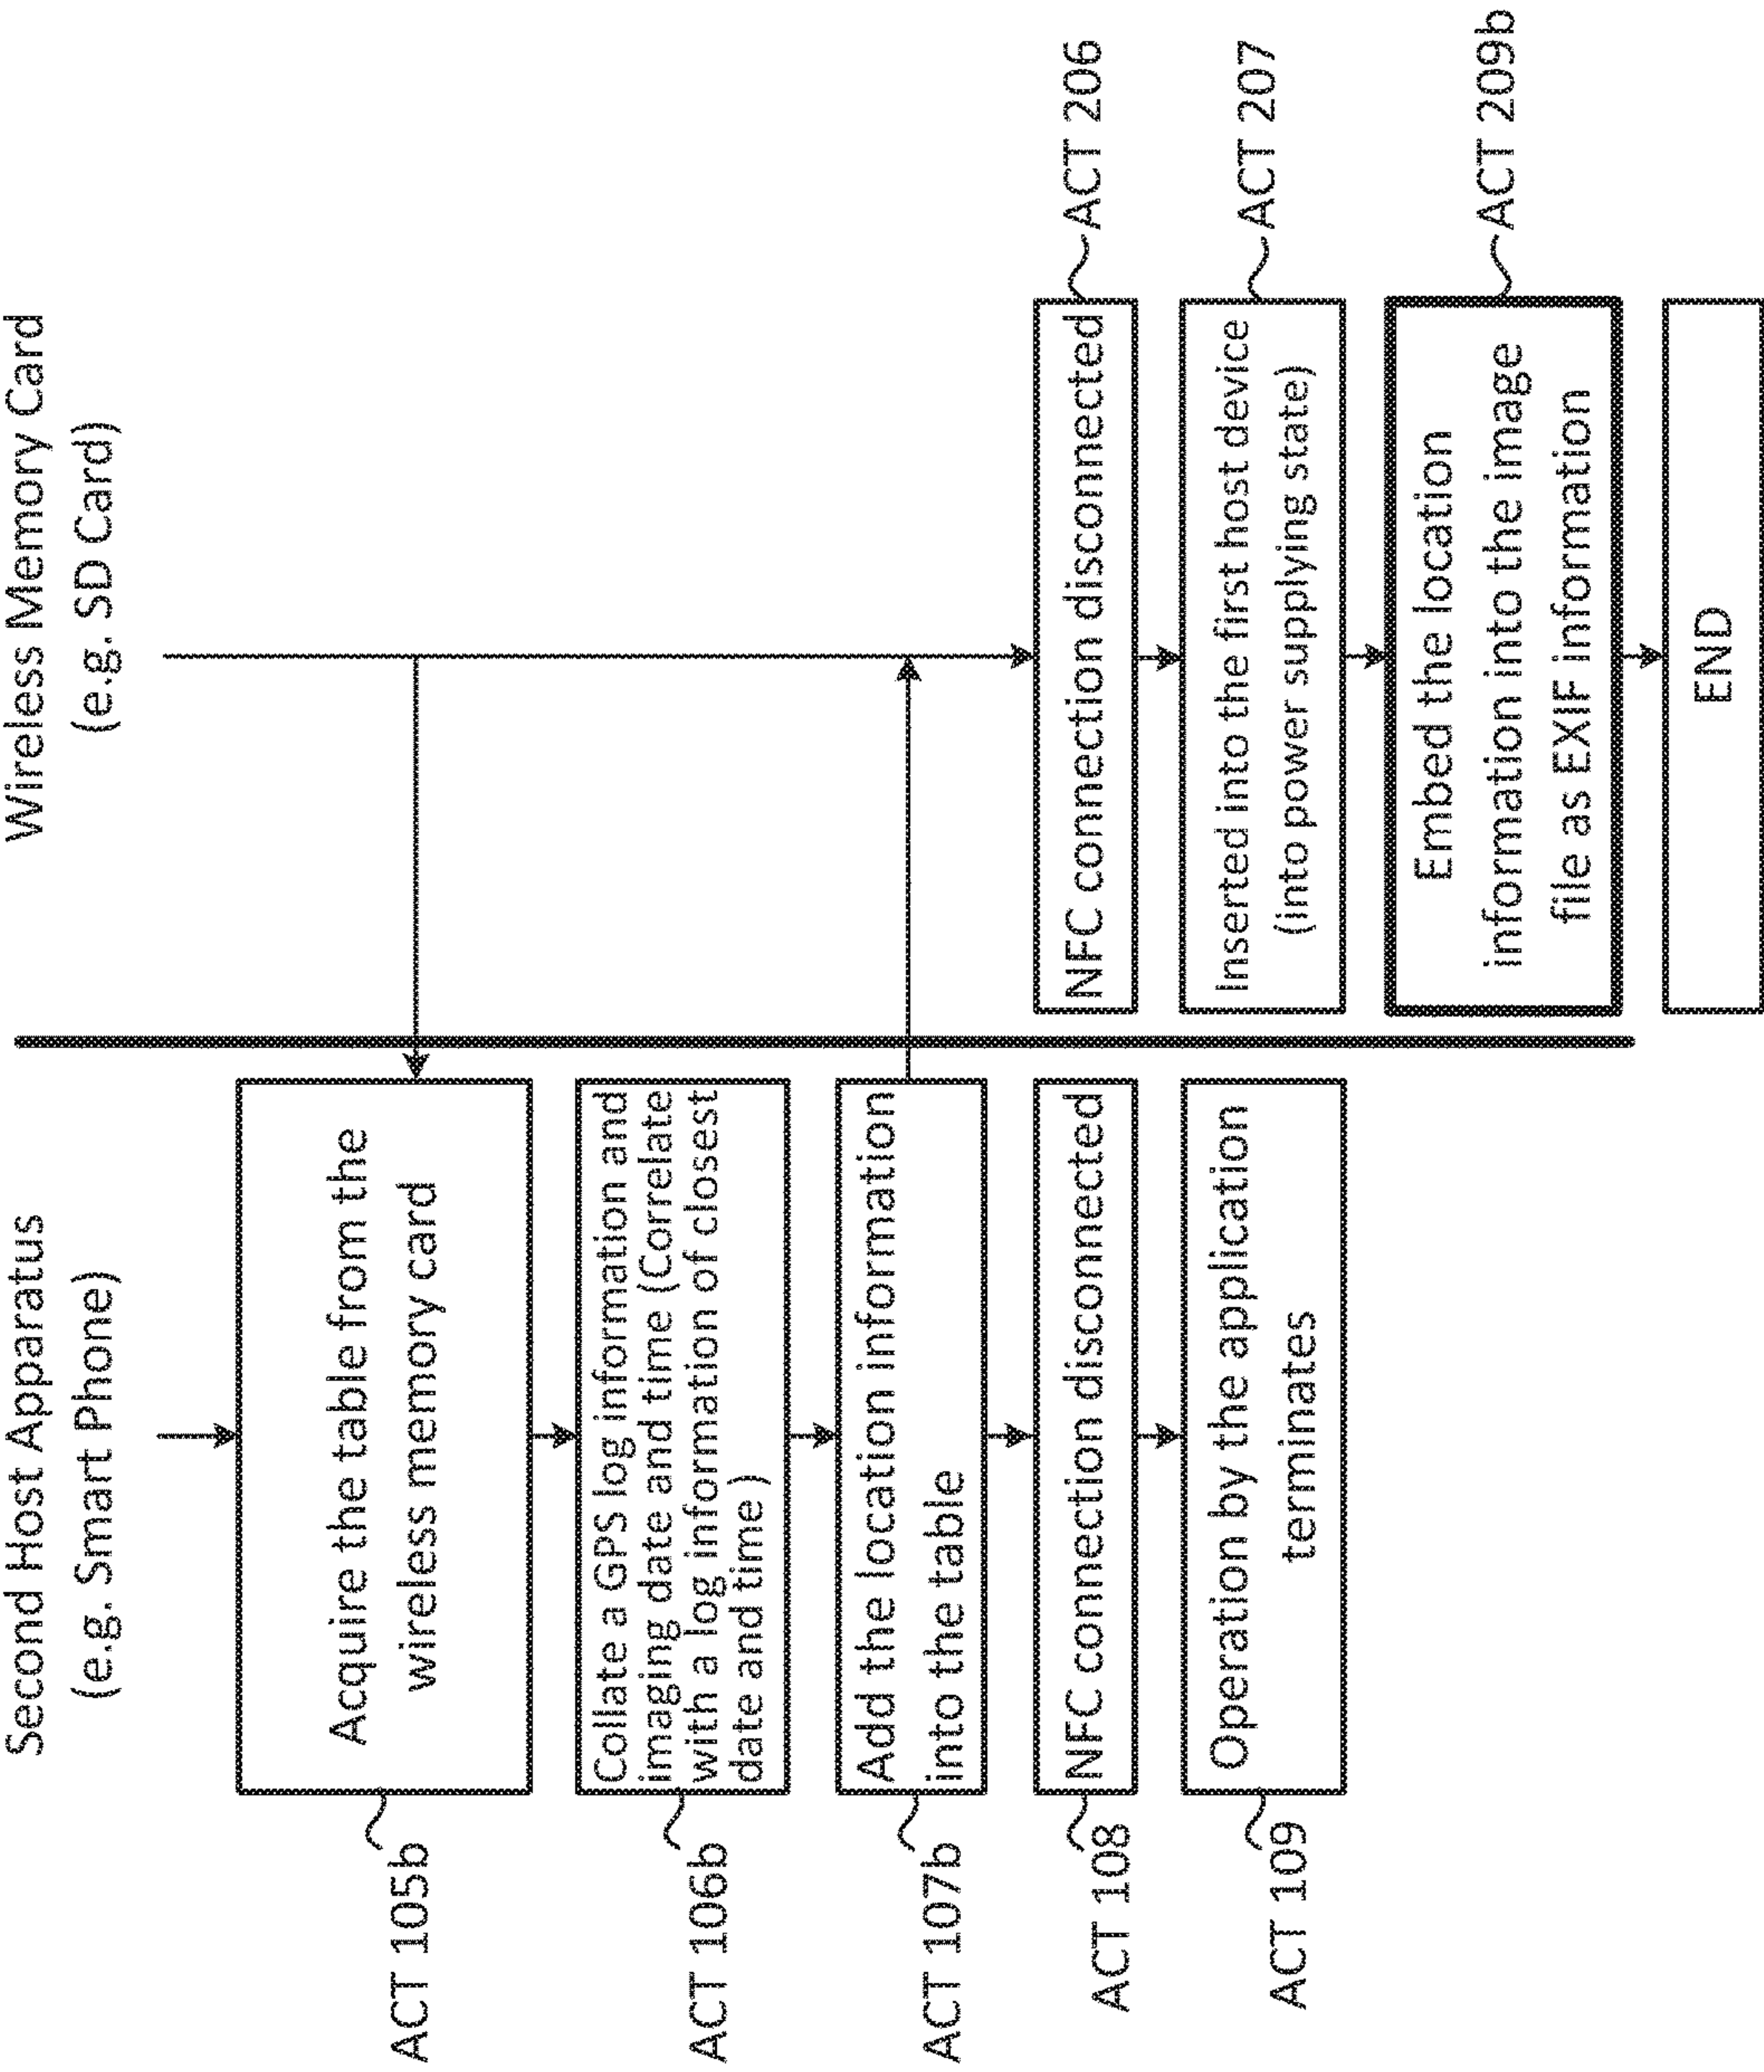 Second Host Apparatus
(e.g. Smart Phone)
ACT 105b
Acquire the table from the
wireless memory card
ACT 106b
Collate a GPS log information and
imaging date and time (Correlate
with a log information of closest
date and time )
ACT 107b
Add the location information
into the table
ACT 108
NFC connection disconnected
ACT 109
Operation by the application
terminates
Wireless Memory Card
(e.g. SD Card)
NFC connection disconnected
ACT 206
Inserted into the first host device
(into power supplying state)
ACT 207
Embed the location
information into the image
file as EXIF information
ACT 209b
END